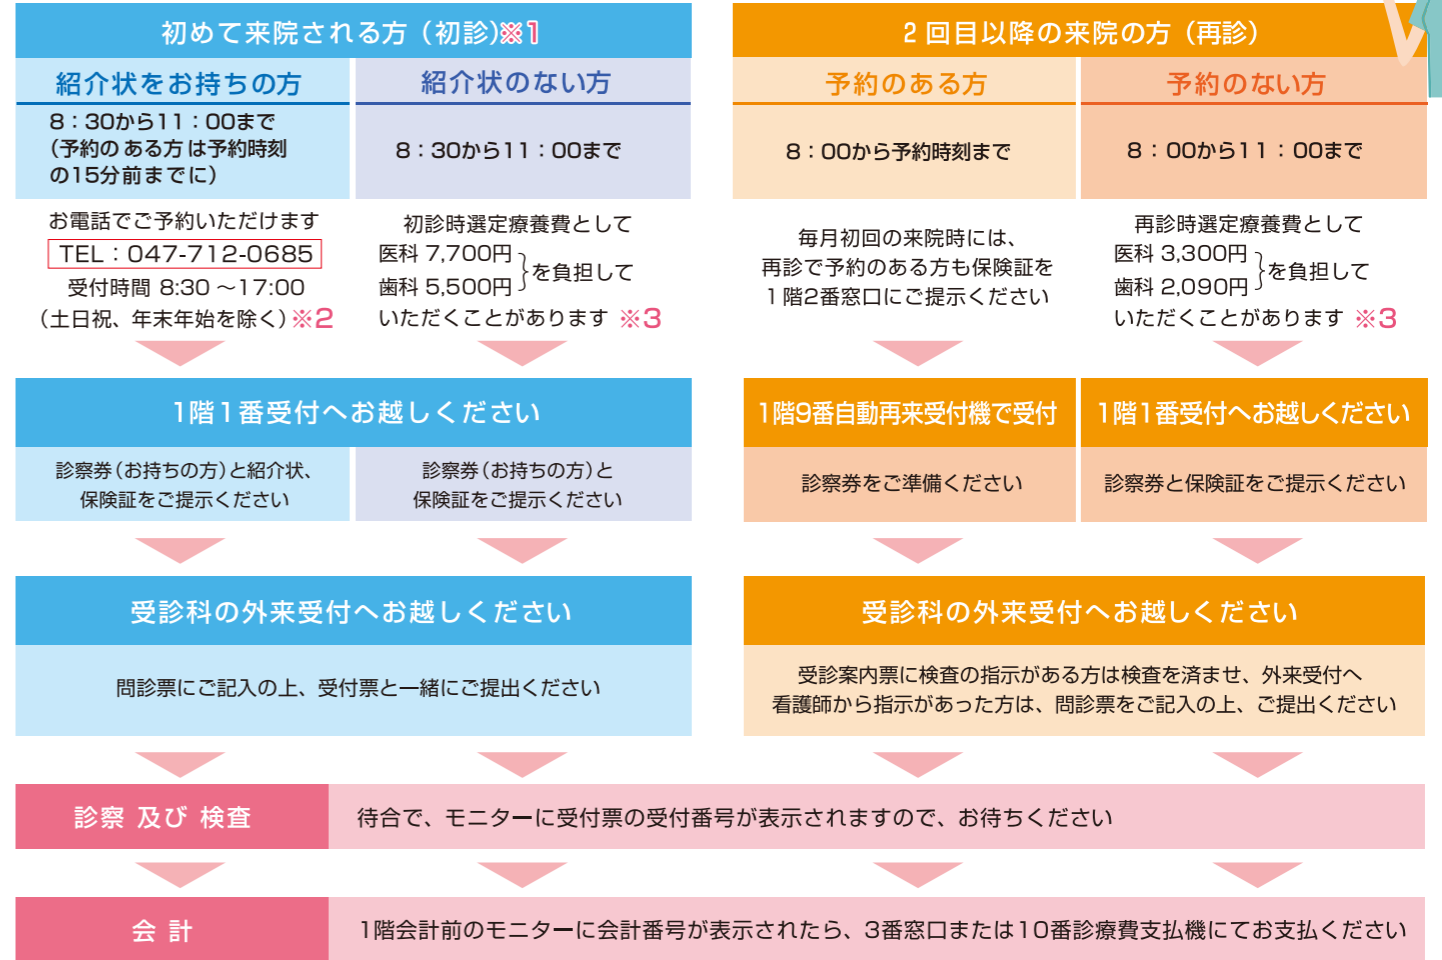 初めて来院される方（初診）※1
紹介状をお持ちの方
8：30から11：00まで
（予約のある方は予約時刻
の15分前までに）
お電話でご予約いただけます
TEL：047-712-0685
受付時間 8:30 ～17:00
（土日祝、年末年始を除く）※2
紹介状のない方
8：30から11：00まで
初診時選定療養費として
医科 7,700円
歯科 5,500円
}を負担して
いただくことがあります ※3
1階1番受付へお越しください
診察券（お持ちの方）と紹介状、
保険証をご提示ください
診察券（お持ちの方）と
保険証をご提示ください
受診科の外来受付へお越しください
問診票にご記入の上、受付票と一緒にご提出ください
2回目以降の来院の方（再診）
予約のある方
8：00から予約時刻まで
毎月初回の来院時には、
再診で予約のある方も保険証を
1階2番窓口にご提示ください
予約のない方
8：00から11：00まで
再診時選定療養費として
医科 3,300円
歯科 2,090円
}を負担して
いただくことがあります ※3
1階9番自動再来受付機で受付
診察券をご準備ください
1階1番受付へお越しください
診察券と保険証をご提示ください
受診科の外来受付へお越しください
受診案内票に検査の指示がある方は検査を済ませ、外来受付へ
看護師から指示があった方は、問診票をご記入の上、ご提出ください
診察 及び 検査
待合で、モニターに受付票の受付番号が表示されますので、お待ちください
会 計
1階会計前のモニターに会計番号が表示されたら、3番窓口または10番診療費支払機にてお支払ください